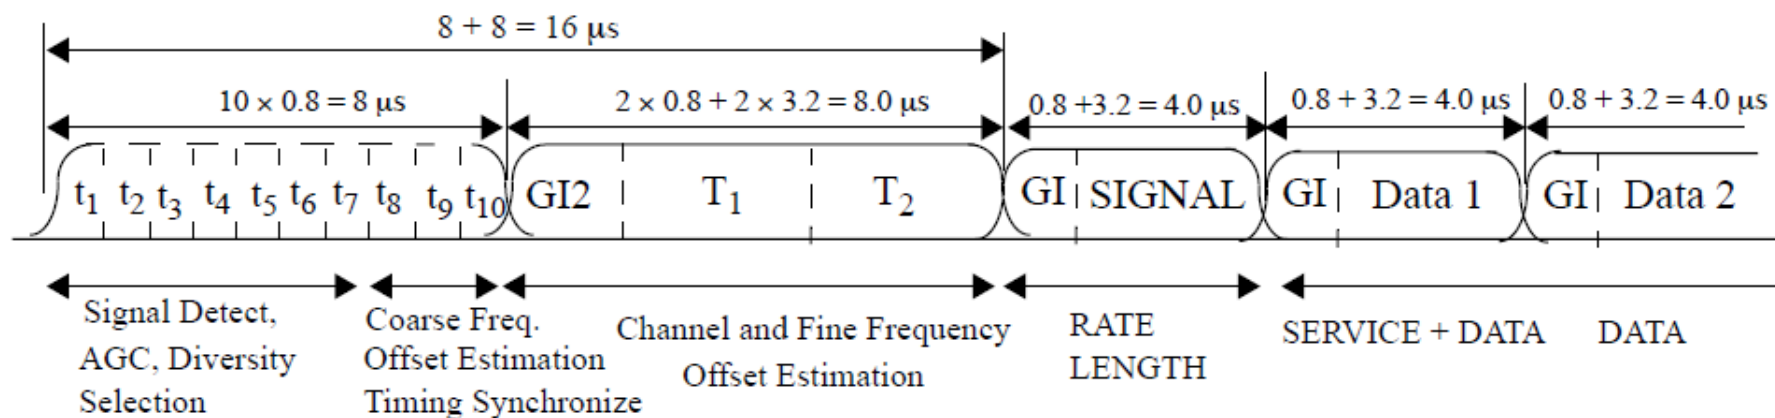 8 + 8 = 16 μs
10 × 0.8 = 8 μs
2 × 0.8 + 2 × 3.2 = 8.0 μs
0.8 +3.2 = 4.0 μs
0.8 + 3.2 = 4.0 μs
0.8 + 3.2 = 4.0 μs
t1 t2 t3 t4 t5 t6 t7 t8 t9 t10 GI2 T1 T2 GI SIGNAL GI Data 1 GI Data 2
Signal Detect,
AGC, Diversity
Selection
Coarse Freq.
Offset Estimation
Timing Synchronize
Channel and Fine Frequency
Offset Estimation
RATE
LENGTH
SERVICE + DATA
DATA